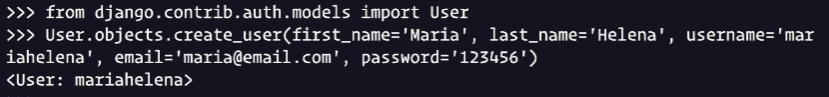 >>> from django.contrib.auth.models import User
>>> User.objects.create_user(first_name='Maria', last_name='Helena', username='mar
iahelena', email='maria@email.com', password='123456')
<User: mariahelena>